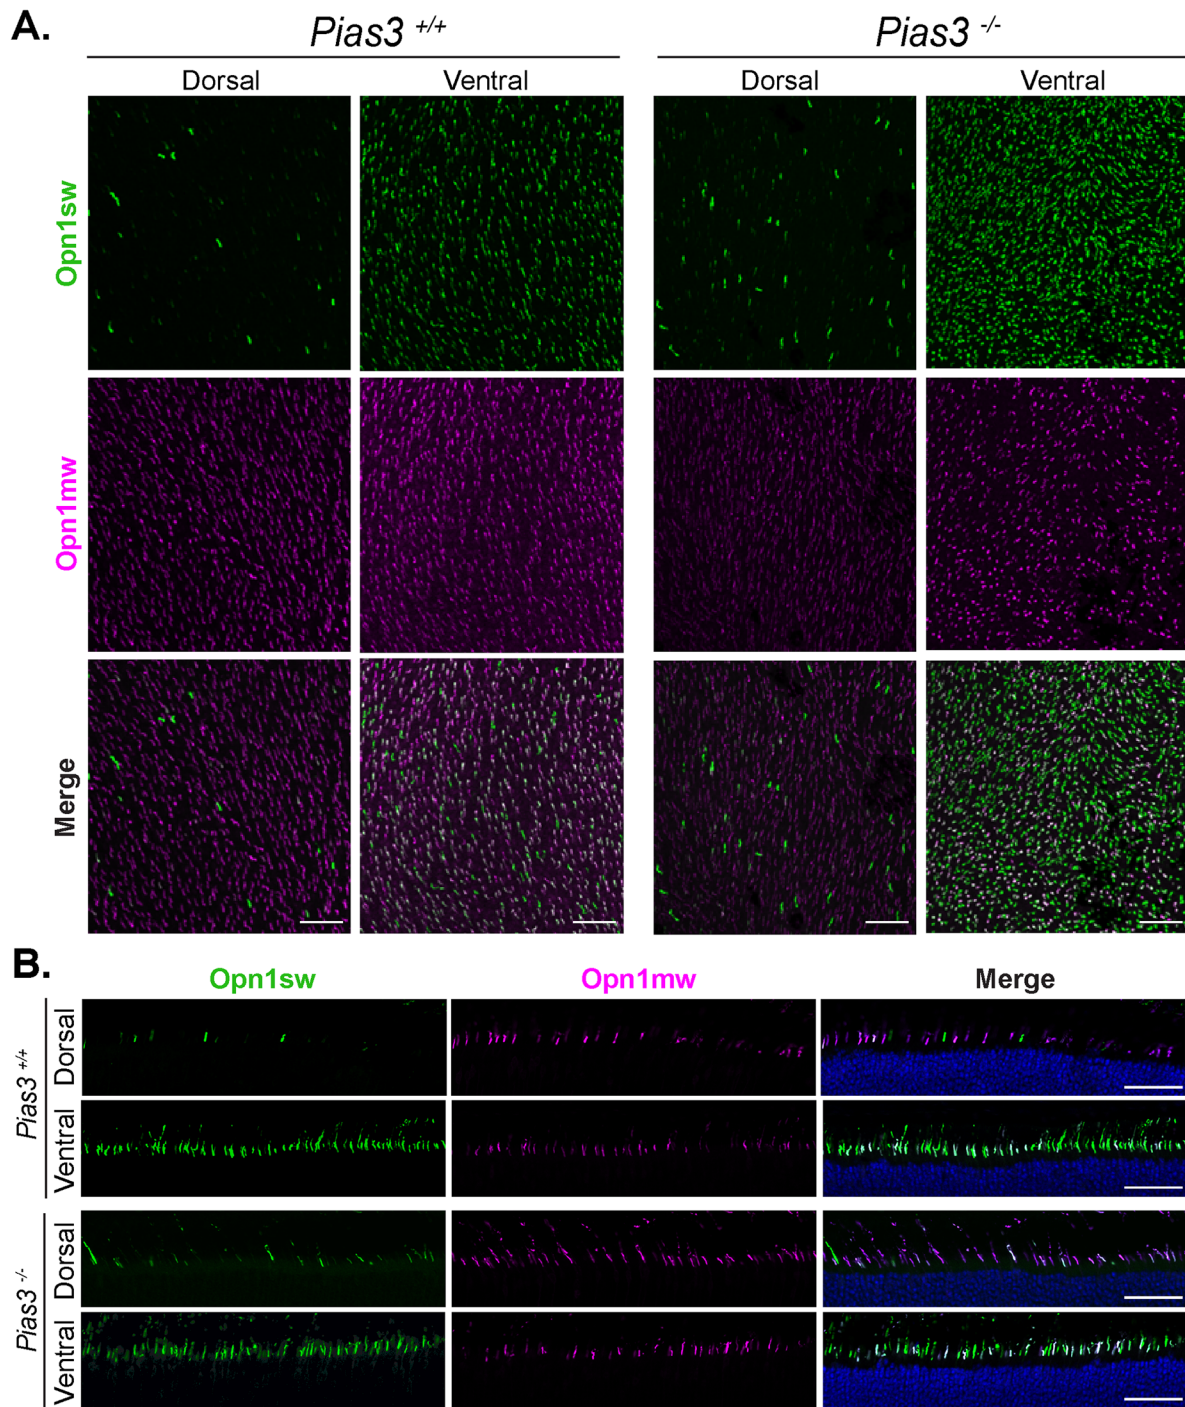 A.
Pias3 +/+
Pias3 -/-
Dorsal
Ventral
Dorsal
Ventral
Opn1sw
Opn1mw
Merge
B.
Opn1sw
Opn1mw
Merge
Pias3 +/+
Dorsal
Ventral
Pias3 -/-
Dorsal
Ventral